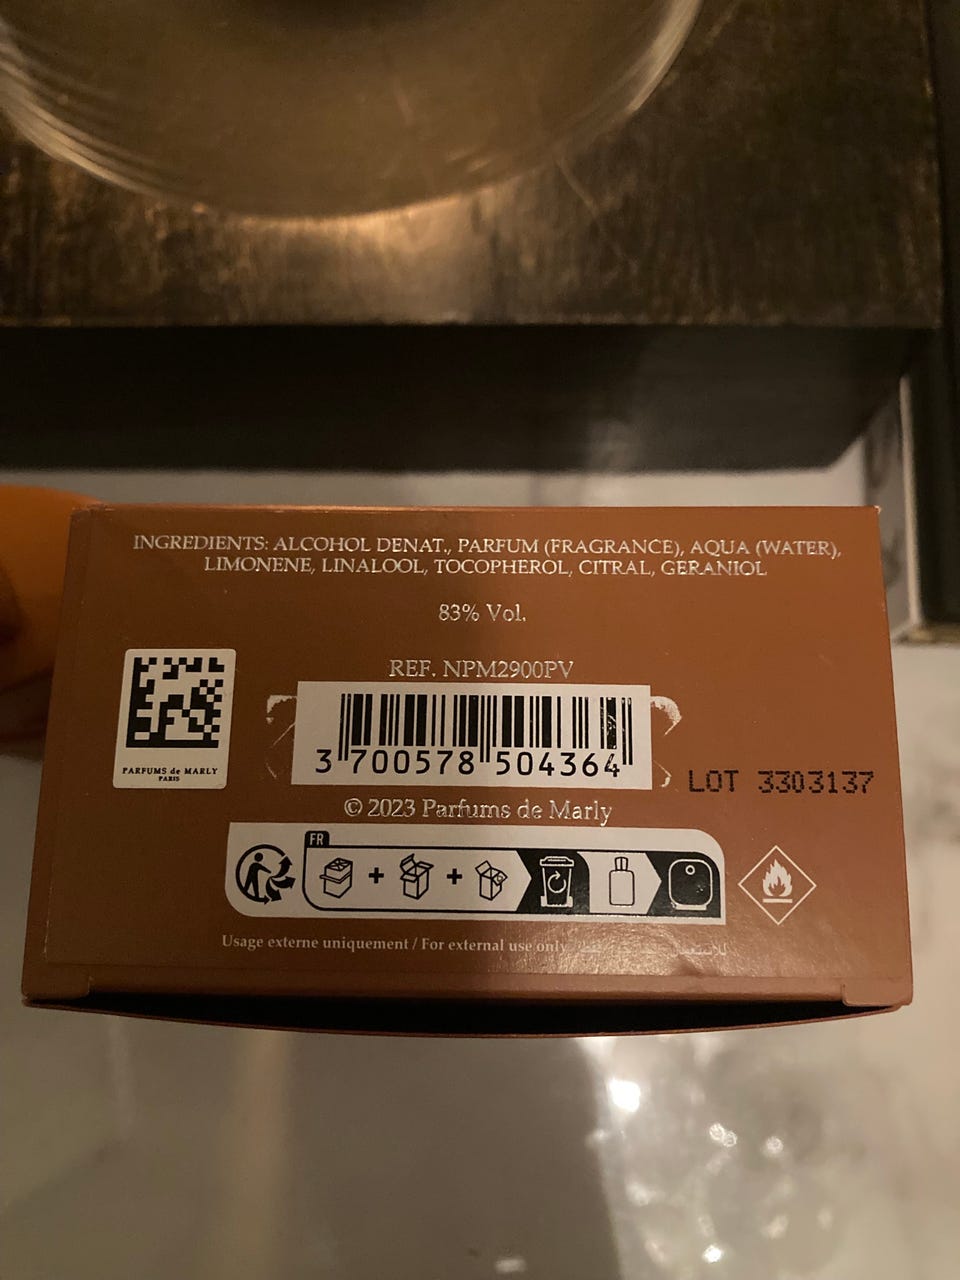 INGREDIENTS: ALCOHOL DENAT., PARFUM (FRAGRANCE), AQUA (WATER),
LIMONENE, LINALOOL, TOCOPHEROL, CITRAL, GERANIOL
83% Vol.
REF. NPM2900PV
3 700578 504364
PARFUMS de MARLY
PARIS
LOT 3303137
© 2023 Parfums de Marly
FR
Usage externe uniquement / For external use only